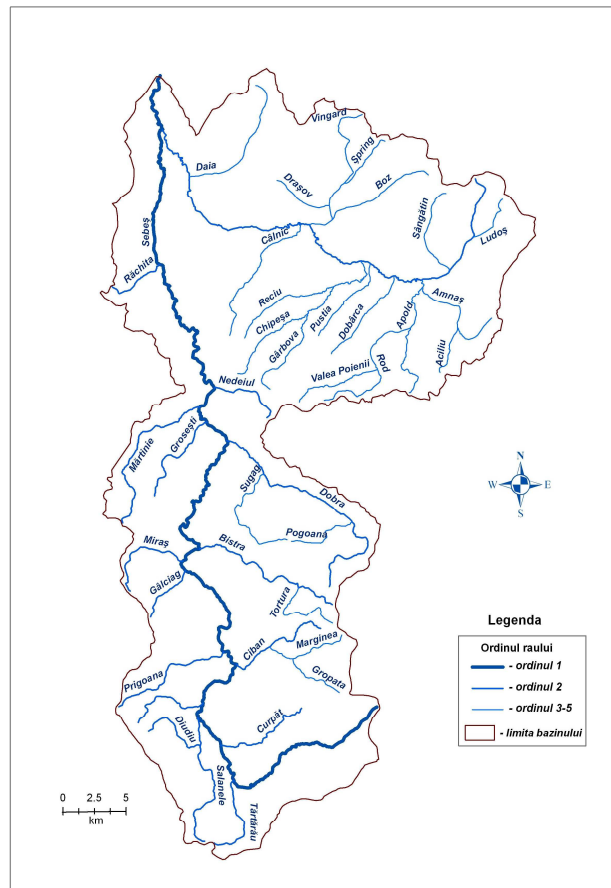 Vingard
Daia
Spring
Drașov
Boz
Sângătin
Sebeș
Câlnic
Ludoș
Răchita
Reciu
Amnaș
Chipeșa
Pustia
Dobârca
Apold
Gârbova
Aciliu
Rod
Valea Poienii
Nedeiul
Grosești
Mărtinie
Sugag
Dobra
N
W E
S
Pogoana
Miraș
Bistra
Gâlciag
Tortura
Legenda
Ciban
Marginea
Ordinul raului
- ordinul 1
Prigoana
Gropata
- ordinul 2
- ordinul 3-5
Curpăt
Diudiu
- limita bazinului
Salanele
Tărtărău
0 2.5 5
km